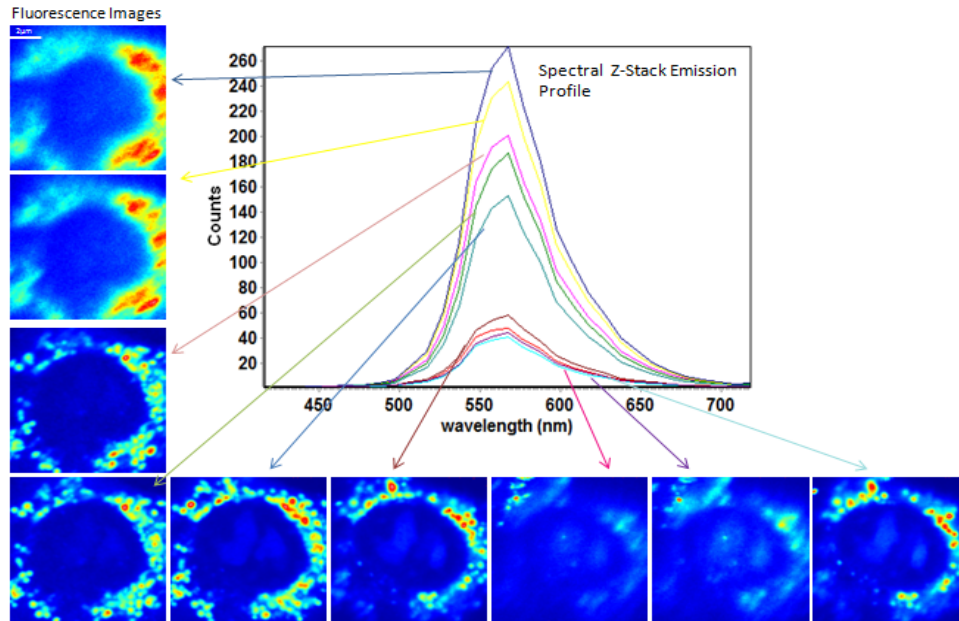 Fluorescence Images
2µm
Spectral Z-Stack Emission
Profile
Counts
260
240
220
200
180
160
140
120
100
80
60
40
20
450 500 550 600 650 700
wavelength (nm)